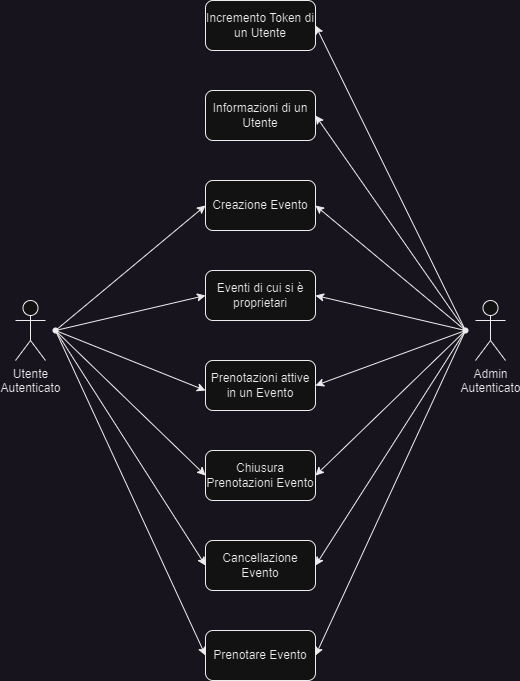 Incremento Token di
un Utente
Informazioni di un
Utente
Creazione Evento
Eventi di cui si è
proprietari
Utente
Autenticato
Admin
Autenticato
Prenotazioni attive
in un Evento
Chiusura
Prenotazioni Evento
Cancellazione
Evento
Prenotare Evento